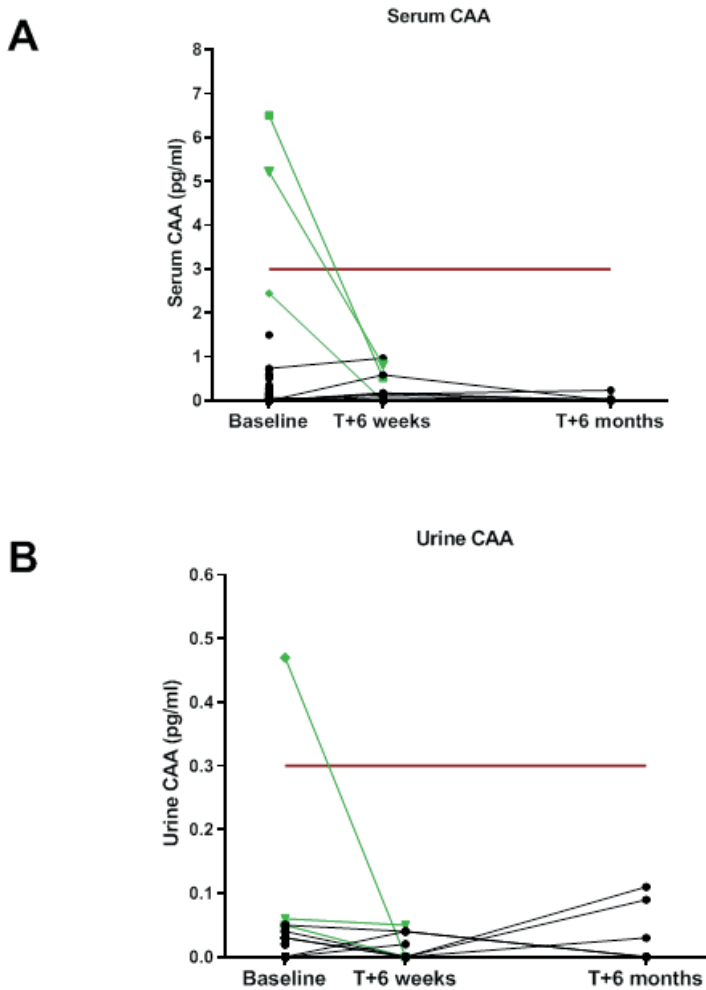 A
Serum CAA
Serum CAA (pg/ml)
8
7
6
5
4
3
2
1
0
Baseline T+6 weeks T+6 months
B
Urine CAA
Urine CAA (pg/ml)
0.6
0.5
0.4
0.3
0.2
0.1
0.0
Baseline T+6 weeks T+6 months